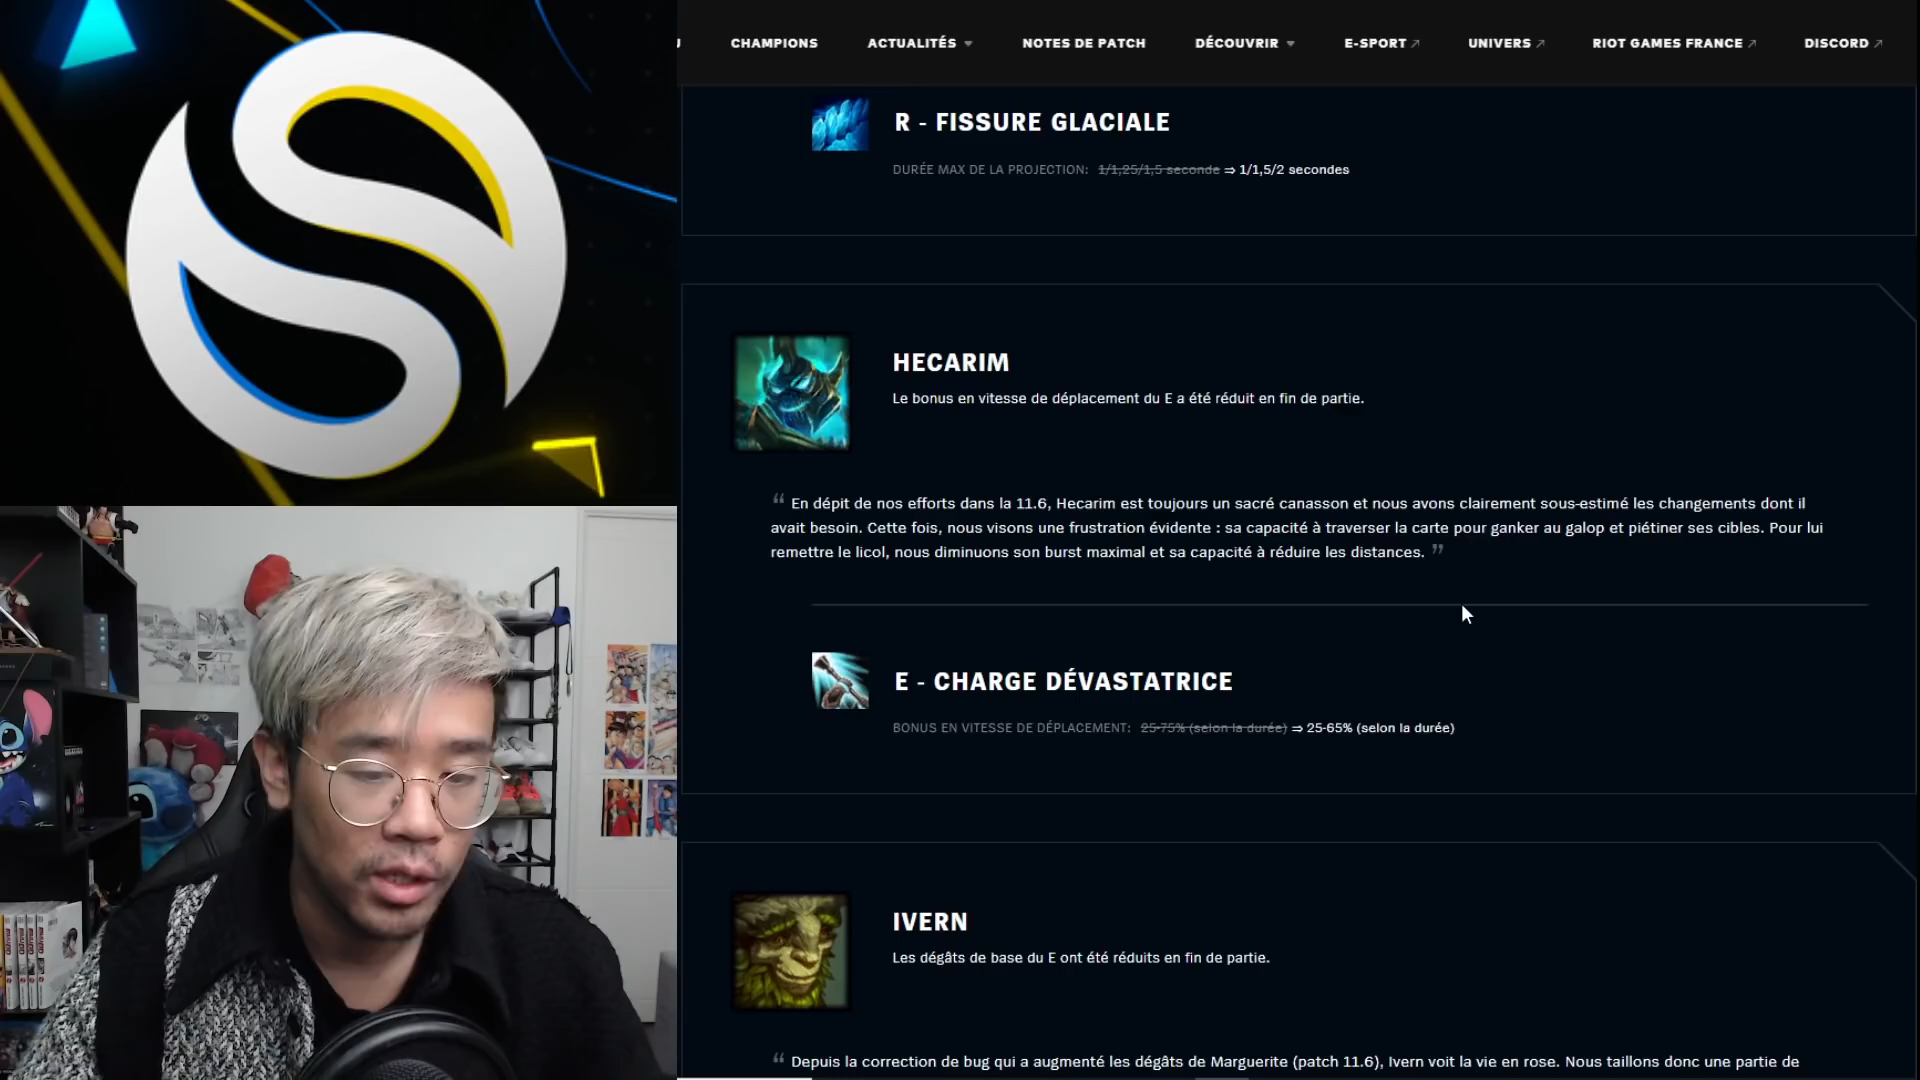 CHAMPIONS
ACTUALITÉS
NOTES DE PATCH
DÉCOUVRIR
E-SPORT
UNIVERS
RIOT GAMES FRANCE
DISCORD
R - FISSURE GLACIALE
DURÉE MAX DE LA PROJECTION: 1/1,25/1,5 seconde ⇒ 1/1,5/2 secondes
HECARIM
Le bonus en vitesse de déplacement du E a été réduit en fin de partie.
“ En dépit de nos efforts dans la 11.6, Hecarim est toujours un sacré canasson et nous avons clairement sous-estimé les changements dont il
avait besoin. Cette fois, nous visons une frustration évidente : sa capacité à traverser la carte pour ganker au galop et piétiner ses cibles. Pour lui
remettre le licol, nous diminuons son burst maximal et sa capacité à réduire les distances. ”
E - CHARGE DÉVASTATRICE
BONUS EN VITESSE DE DÉPLACEMENT: 25-75% (selon la durée) ⇒ 25-65% (selon la durée)
IVERN
Les dégâts de base du E ont été réduits en fin de partie.
“ Depuis la correction de bug qui a augmenté les dégâts de Marguerite (patch 11.6), Ivern voit la vie en rose. Nous taillons donc une partie de